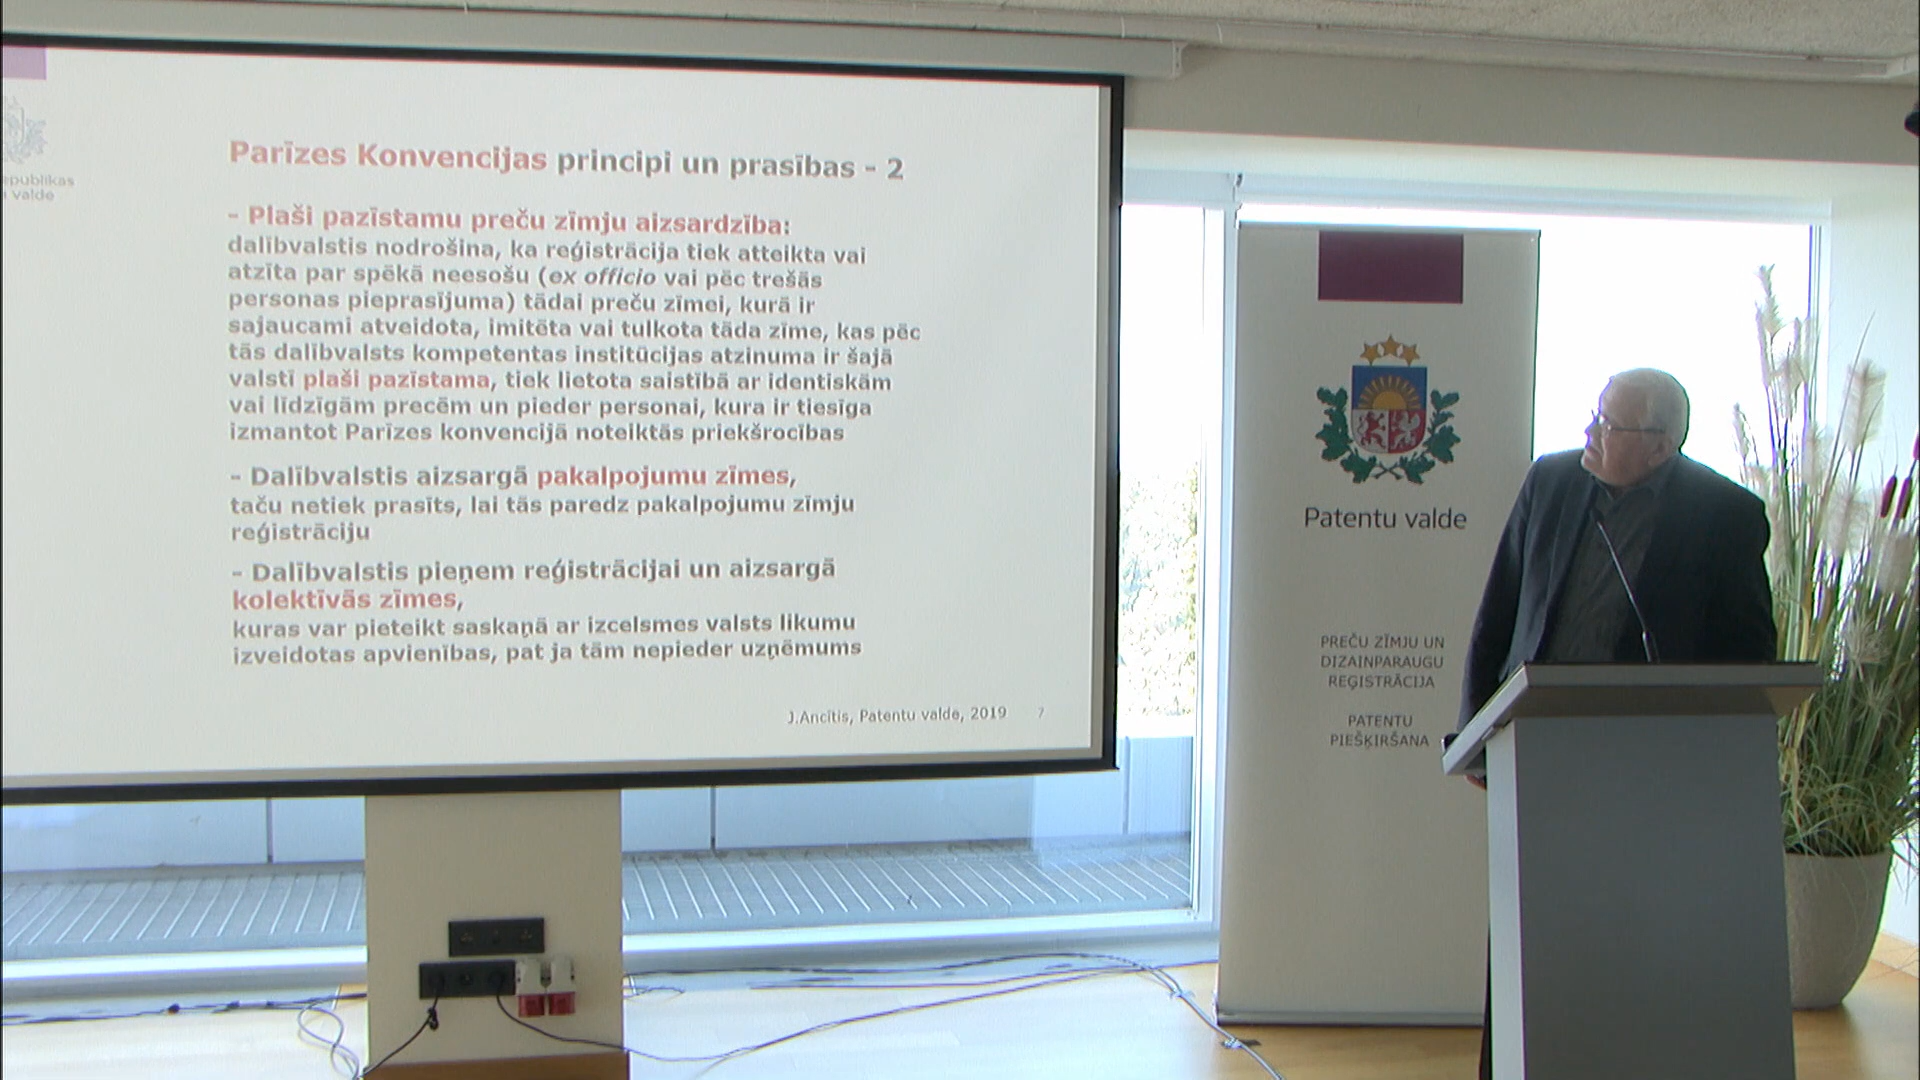 epublikas
valde
Parīzes Konvencijas principi un prasības - 2
- Plaši pazīstamu preču zīmju aizsardzība:
dalībvalstis nodrošina, ka reģistrācija tiek atteikta vai
atzīta par spēkā neesošu (ex officio vai pēc trešās
personas pieprasījuma) tādai preču zīmei, kurā ir
sajaucami atveidota, imitēta vai tulkota tāda zīme, kas pēc
tās dalībvalsts kompetentas institūcijas atzinuma ir šajā
valstī plaši pazīstama, tiek lietota saistībā ar identiskām
vai līdzīgām precēm un pieder personai, kura ir tiesīga
izmantot Parīzes konvencijā noteiktās priekšrocības
- Dalībvalstis aizsargā pakalpojumu zīmes,
taču netiek prasīts, lai tās paredz pakalpojumu zīmju
reģistrāciju
- Dalībvalstis pieņem reģistrācijai un aizsargā
kolektīvās zīmes,
kuras var pieteikt saskaņā ar izcelsmes valsts likumu
izveidotas apvienības, pat ja tām nepieder uzņēmums
J.Ancītis, Patentu valde, 2019 7
Patentu valde
PREČU ZĪMJU UN
DIZAINPARAUGU
REĢISTRĀCIJA
PATENTU
PIEŠĶIRŠANA